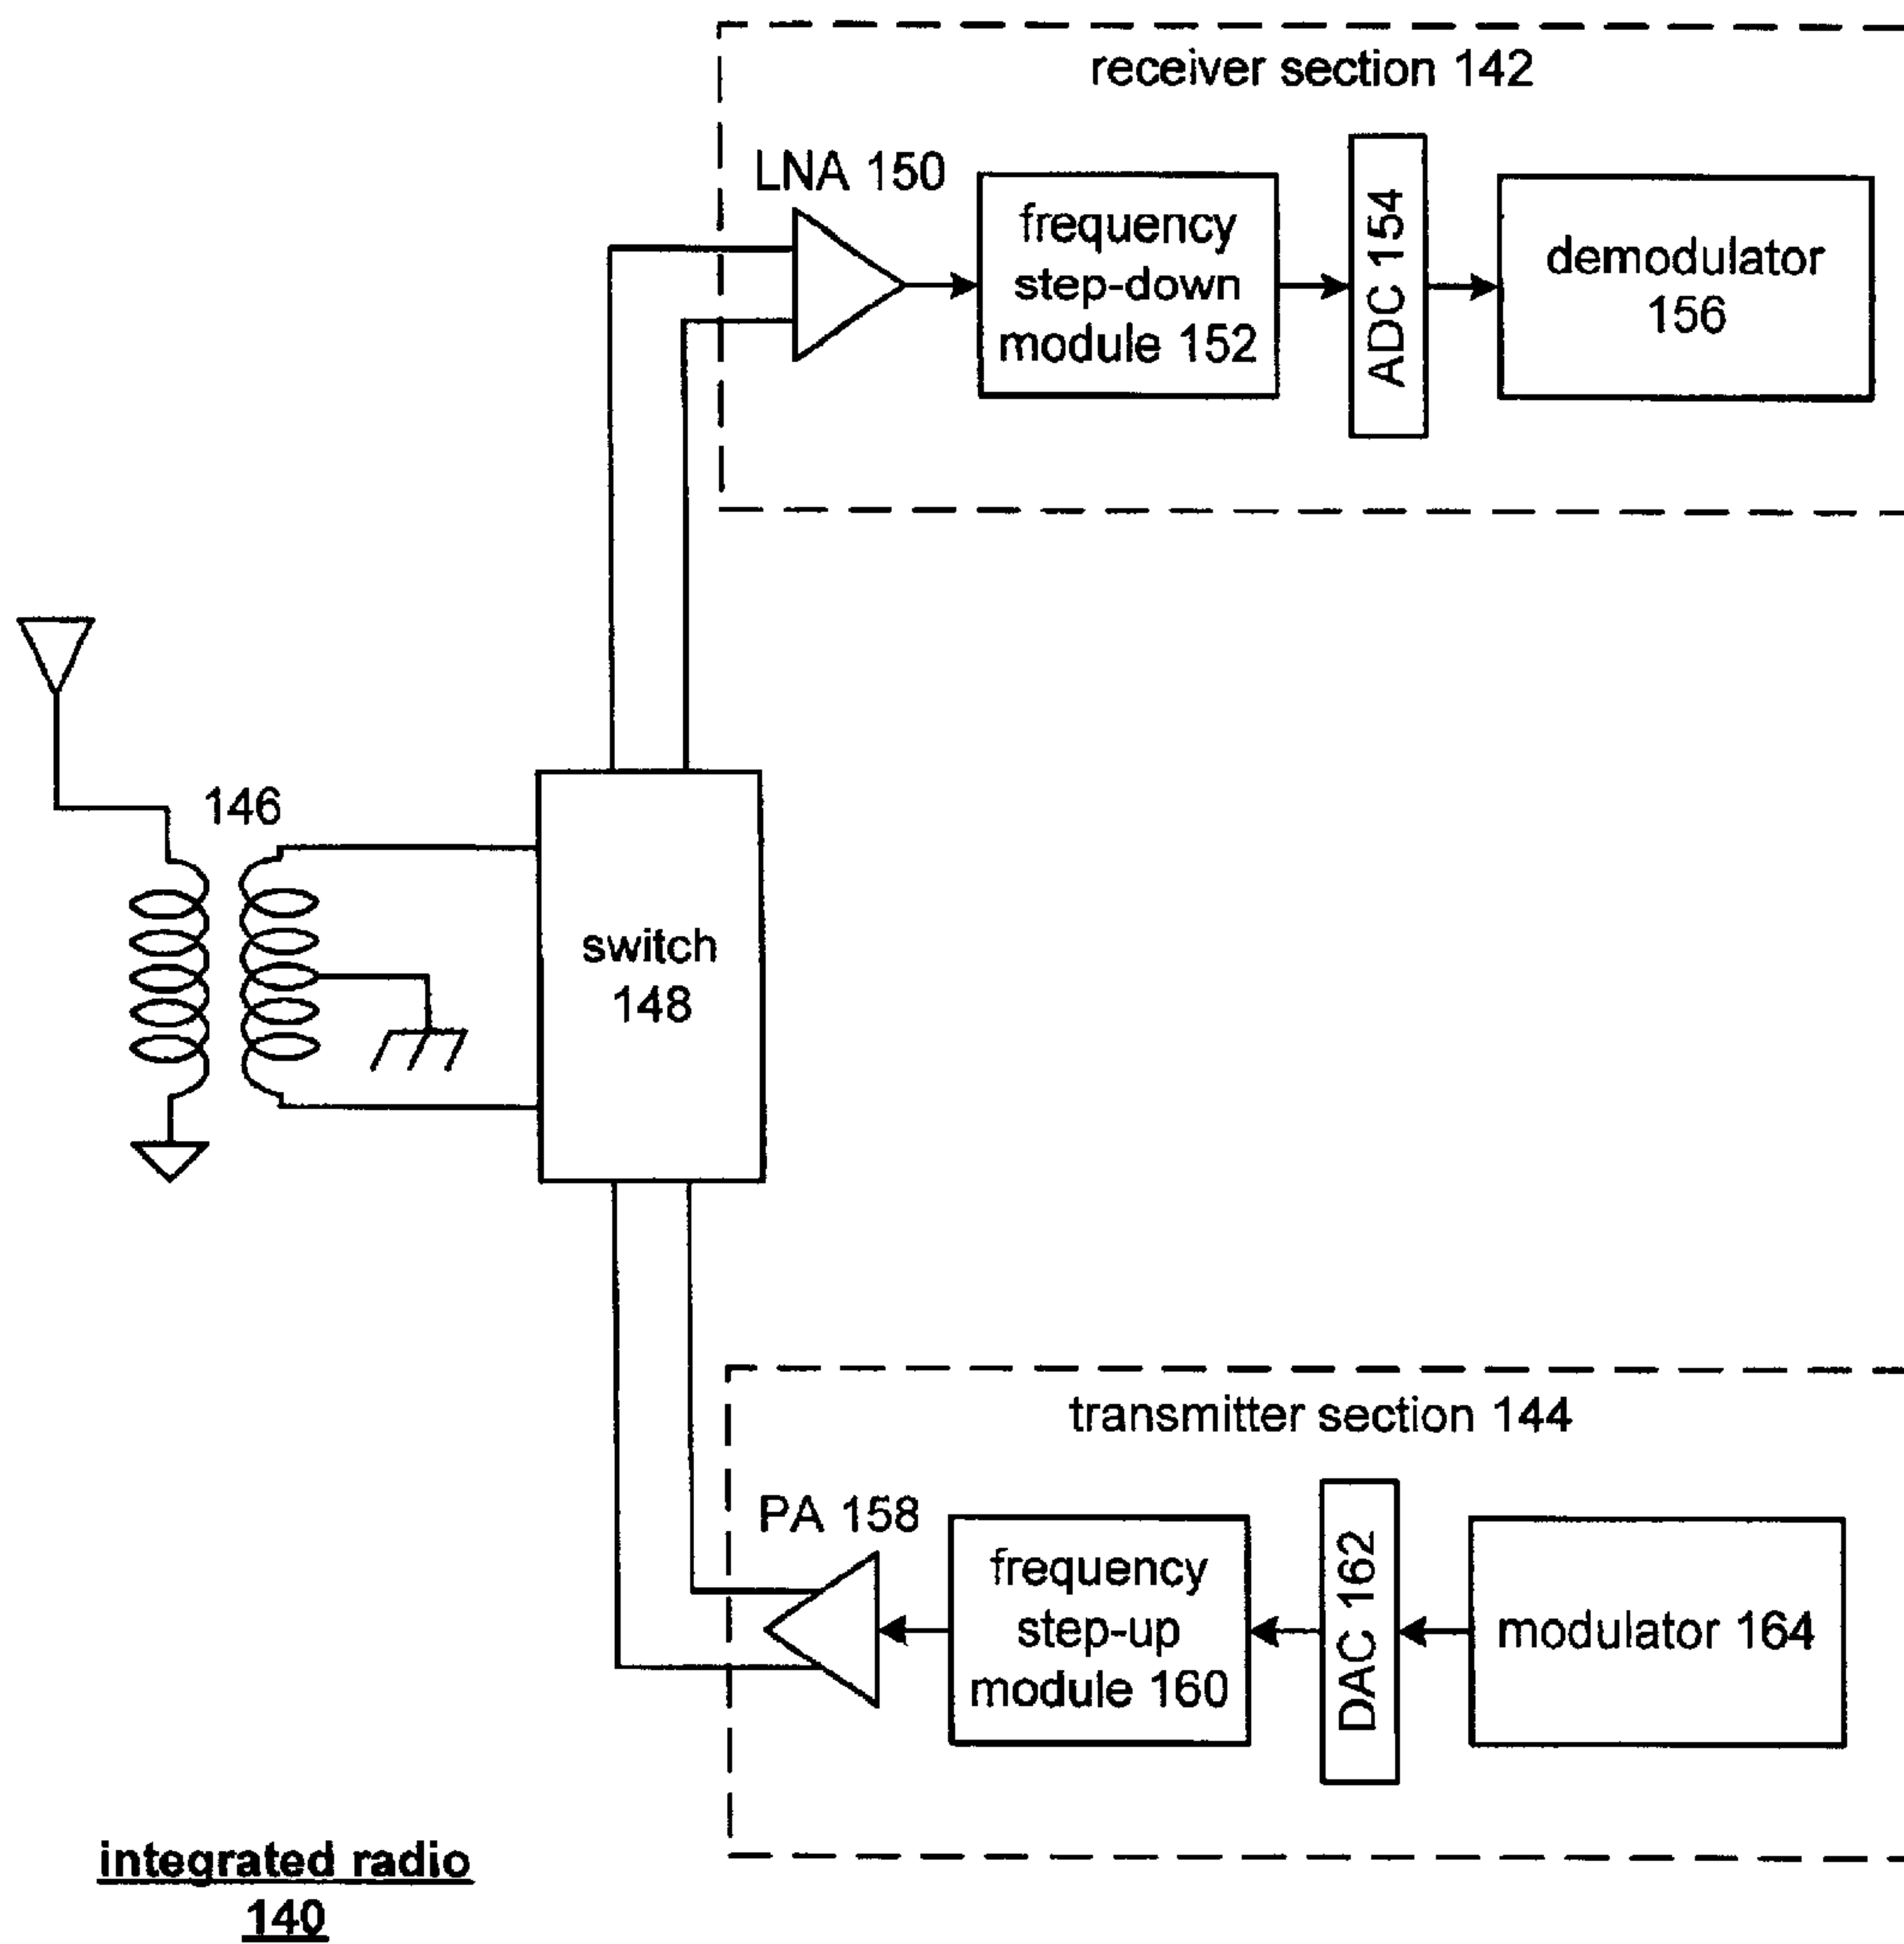 receiver section 142
LNA 150
frequency
step-down
module 152
ADC 154
demodulator
156
146
switch
148
transmitter section 144
PA 158
frequency
step-up
module 160
DAC 162
modulator 164
integrated radio
140